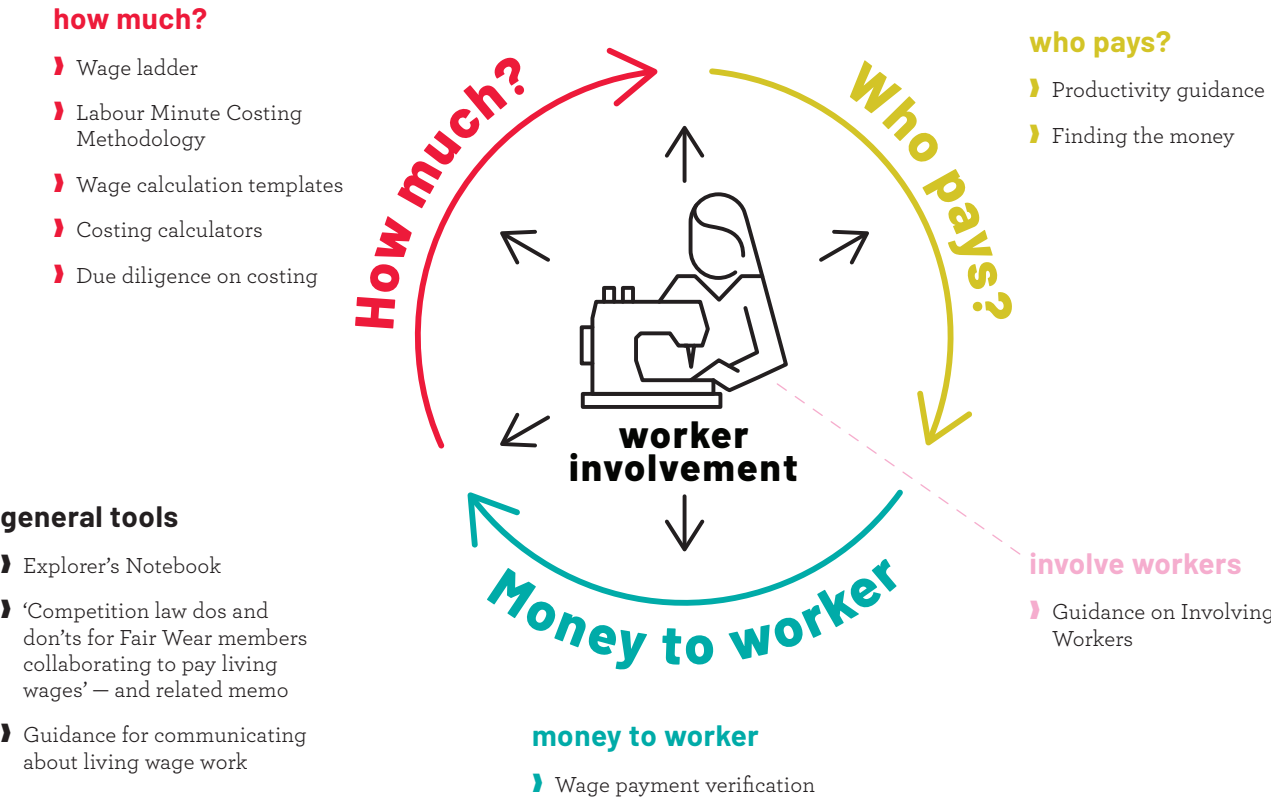 how much?
Wage ladder
Labour Minute Costing
Methodology
Wage calculation templates
Costing calculators
Due diligence on costing
How much?
Who pays?
who pays?
Productivity guidance
Finding the money
worker
involvement
Money to worker
general tools
Explorer’s Notebook
‘Competition law dos and
don’ts for Fair Wear members
collaborating to pay living
wages’ — and related memo
Guidance for communicating
about living wage work
involve workers
Guidance on Involving
Workers
money to worker
Wage payment verification